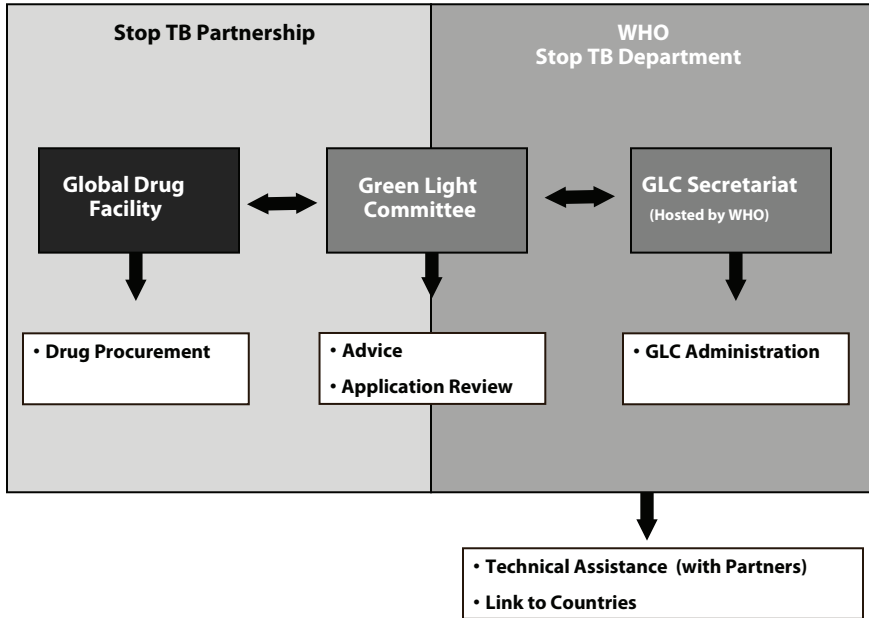 Stop TB Partnership
WHO
Stop TB Department
Global Drug
Facility
Green Light
Committee
GLC Secretariat
(Hosted by WHO)
• Drug Procurement
• Advice
• Application Review
• GLC Administration
• Technical Assistance (with Partners)
• Link to Countries